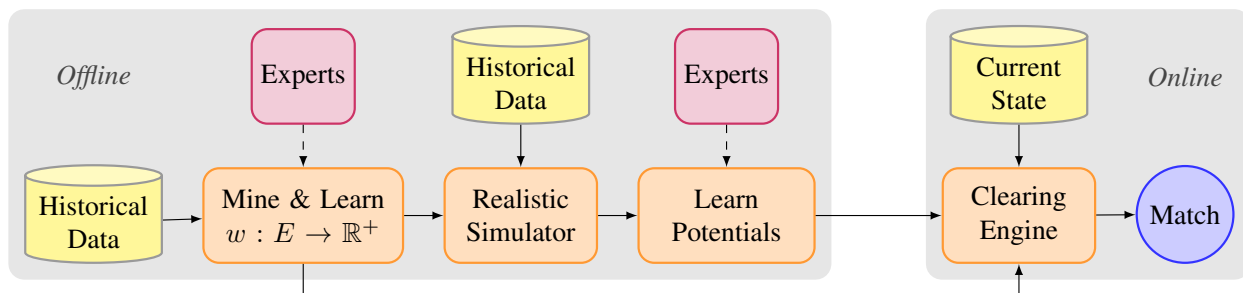 Offline
Experts
Historical
Data
Experts
Current
State
Online
Historical
Data
Mine & Learn
w : E → ℝ⁺
Realistic
Simulator
Learn
Potentials
Clearing
Engine
Match